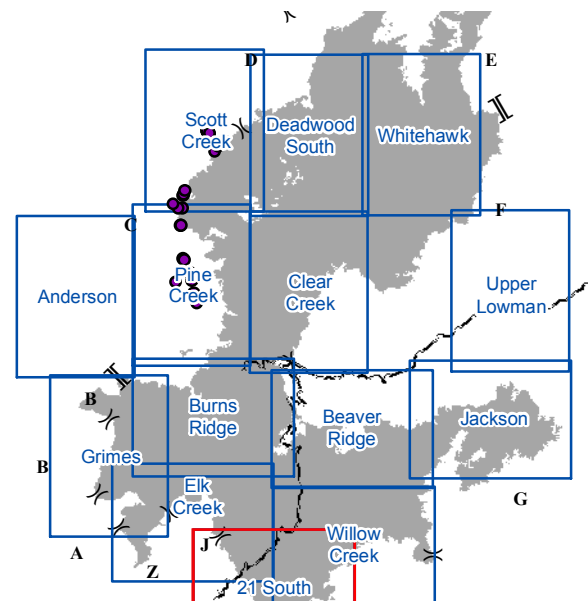 D
E
Scott
Creek
Deadwood
South
Whitehawk
C
F
Anderson
Pine
Creek
Clear
Creek
Upper
Lowman
B
Burns
Ridge
Beaver
Ridge
Jackson
B
Grimes
Elk
Creek
G
A
J
Willow
Creek
Z
21 South